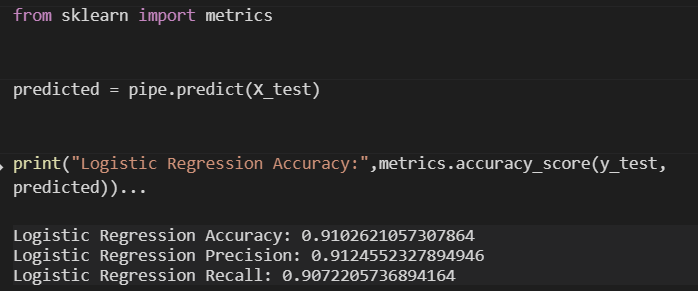 from sklearn import metrics
predicted = pipe.predict(X_test)
print("Logistic Regression Accuracy:",metrics.accuracy_score(y_test,
predicted))...
Logistic Regression Accuracy: 0.9102621057307864
Logistic Regression Precision: 0.9124552327894946
Logistic Regression Recall: 0.9072205736894164